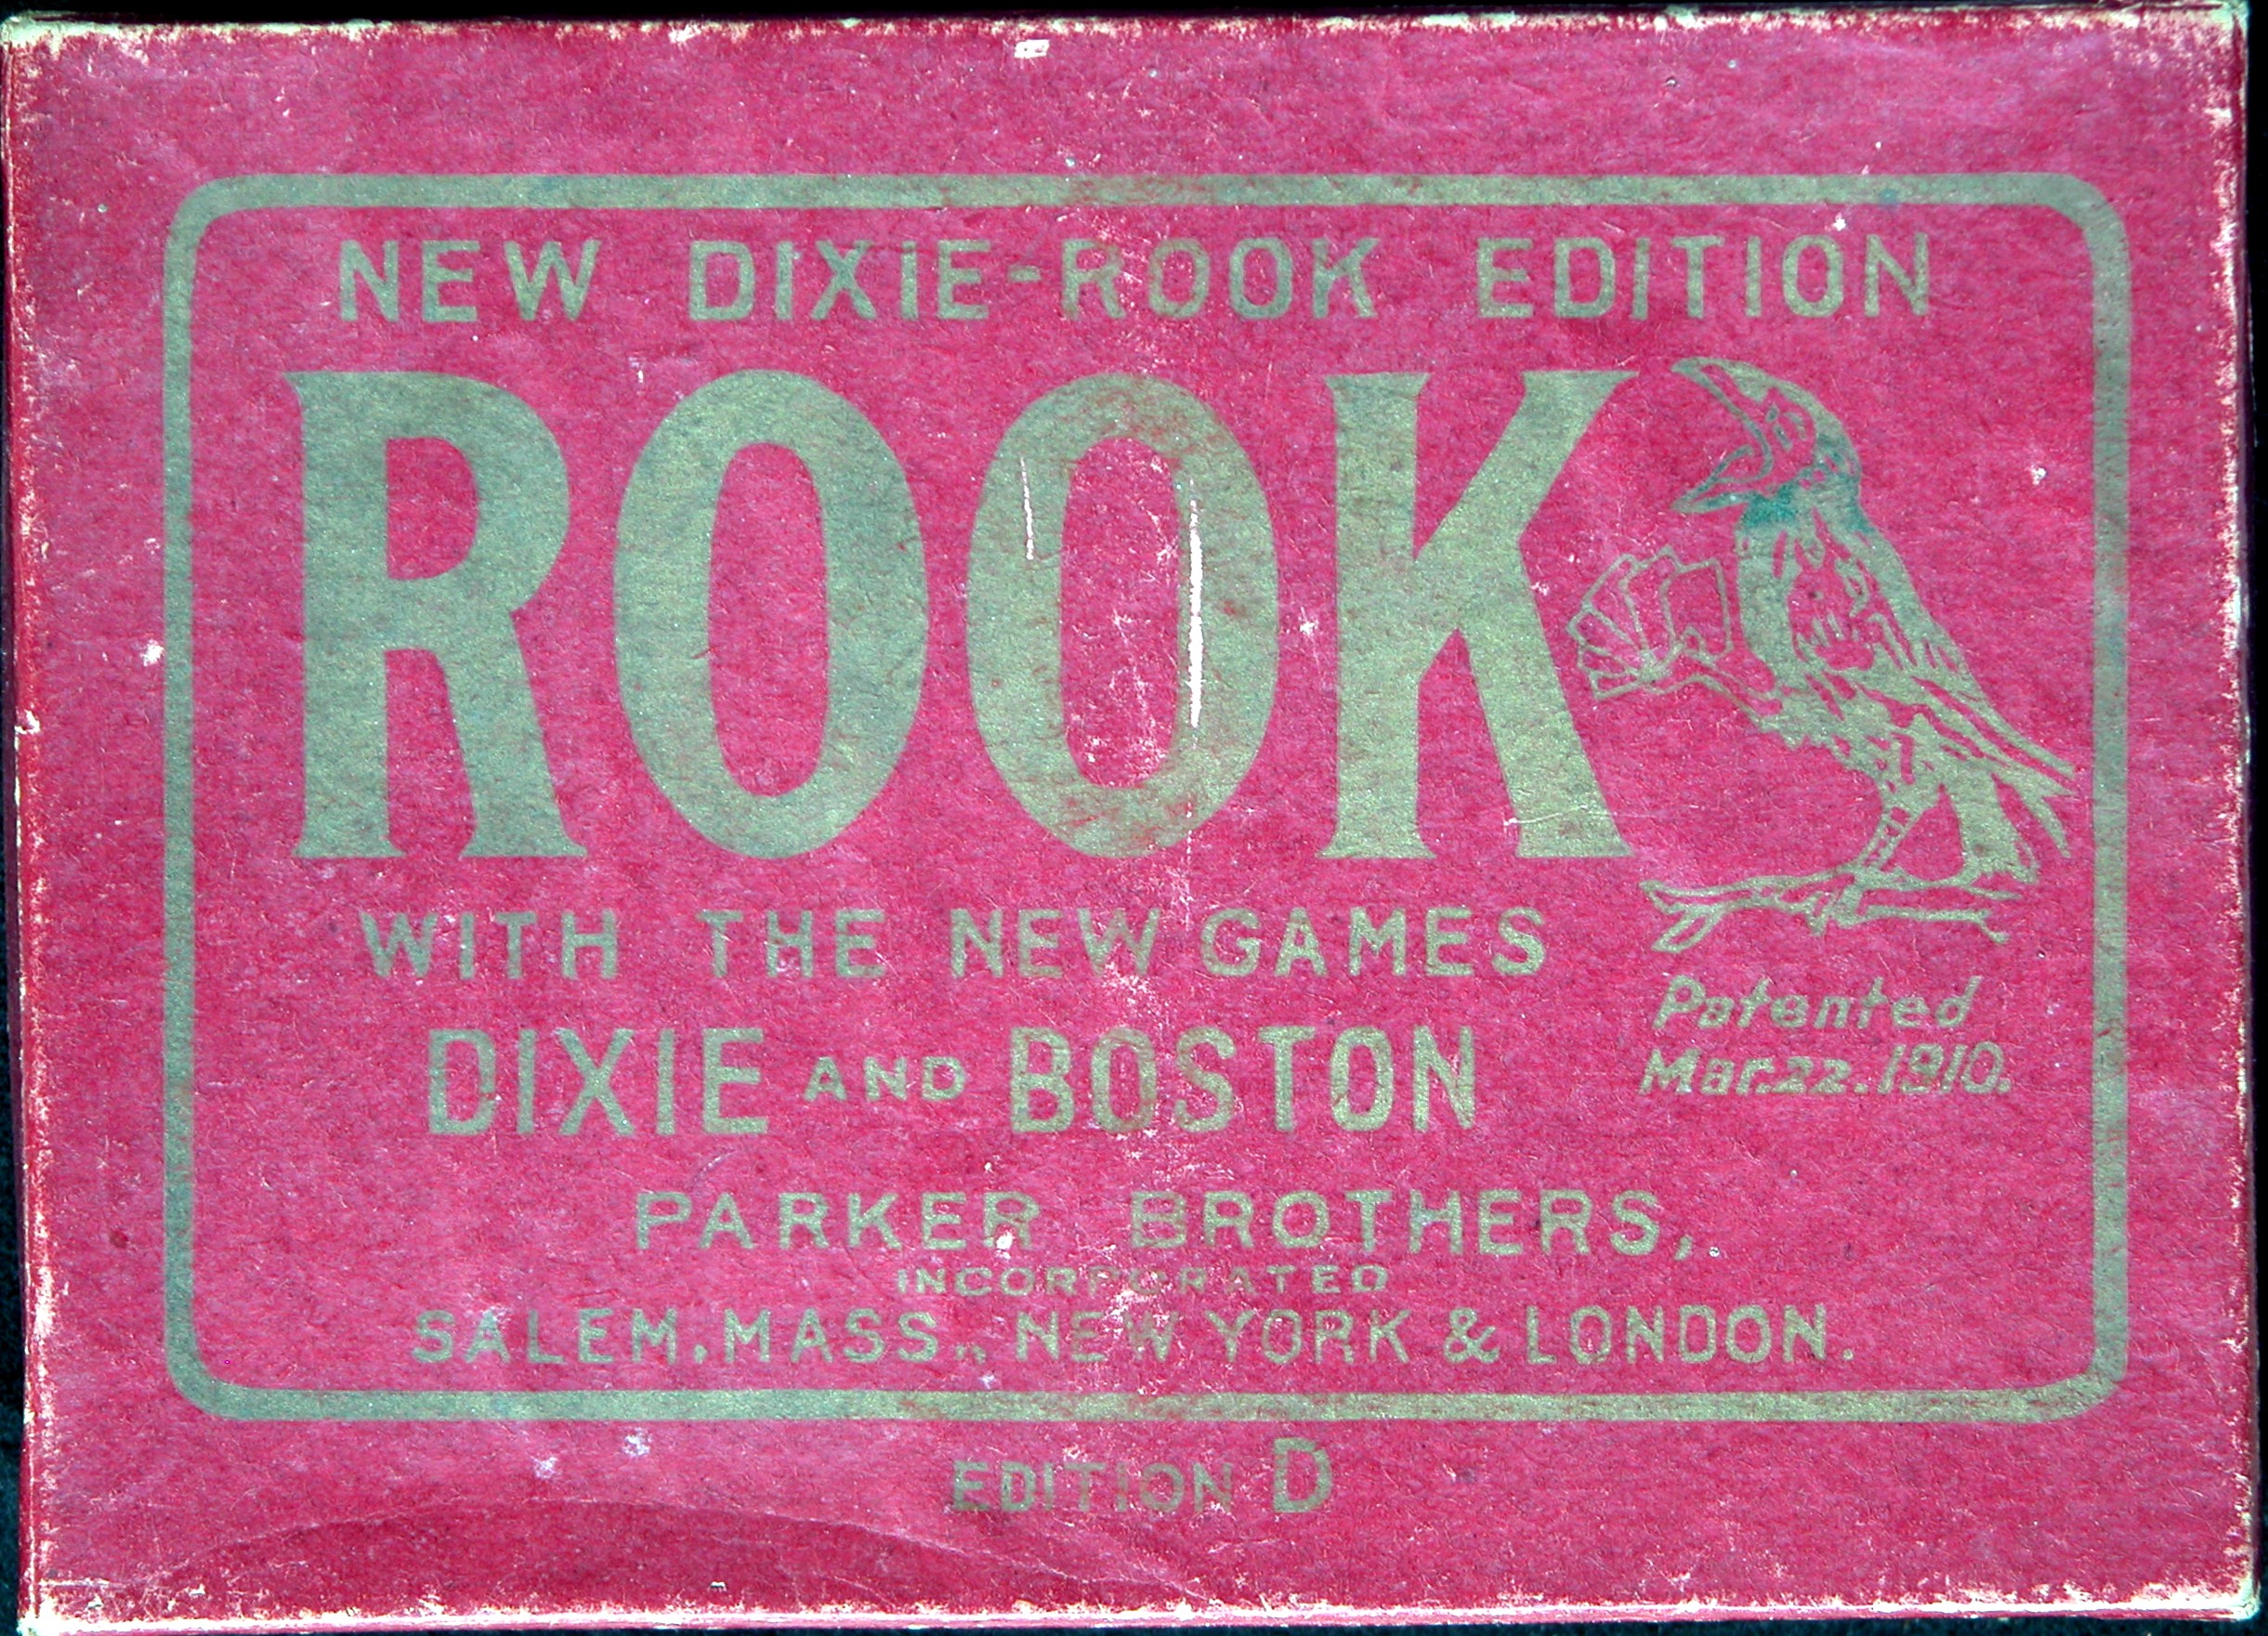 NEW DIXIE-ROOK EDITION
ROOK
WITH THE NEW GAMES
DIXIE AND BOSTON
Patented
Mar.22.1910.
PARKER BROTHERS,
INCORPORATED
SALEM, MASS., NEW YORK & LONDON.
EDITION D